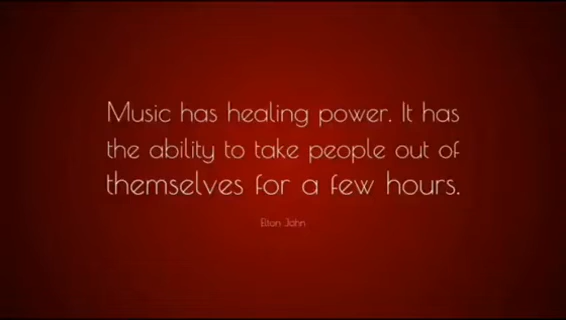 Music has healing power. It has
the ability to take people out of
themselves for a few hours.
Elton John